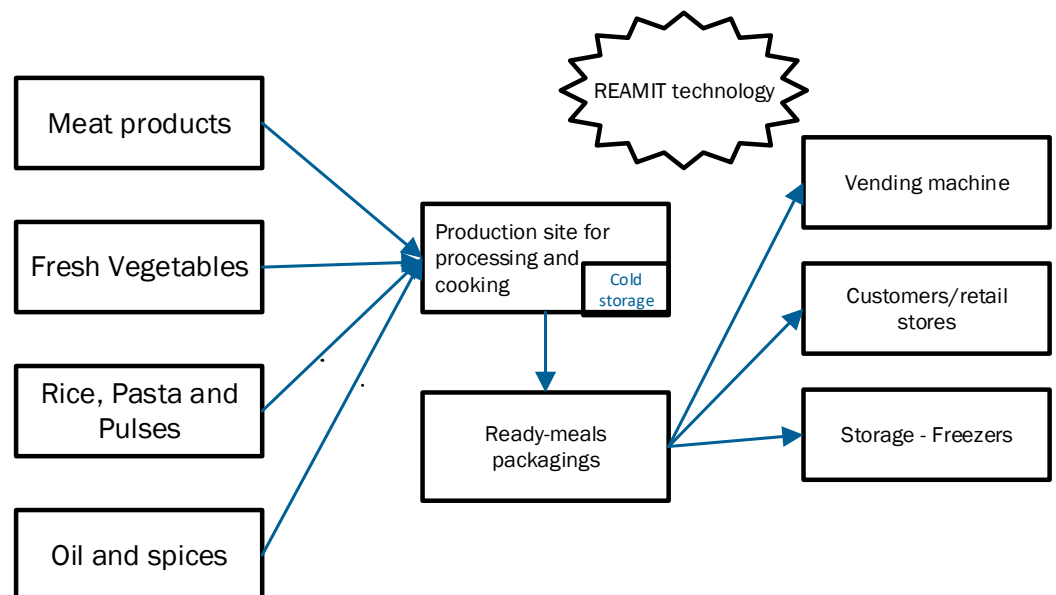 REAMIT technology
Meat products
Fresh Vegetables
Rice, Pasta and
Pulses
Oil and spices
Production site for
processing and
cooking
Cold
storage
Ready-meals
packagings
Vending machine
Customers/retail
stores
Storage - Freezers